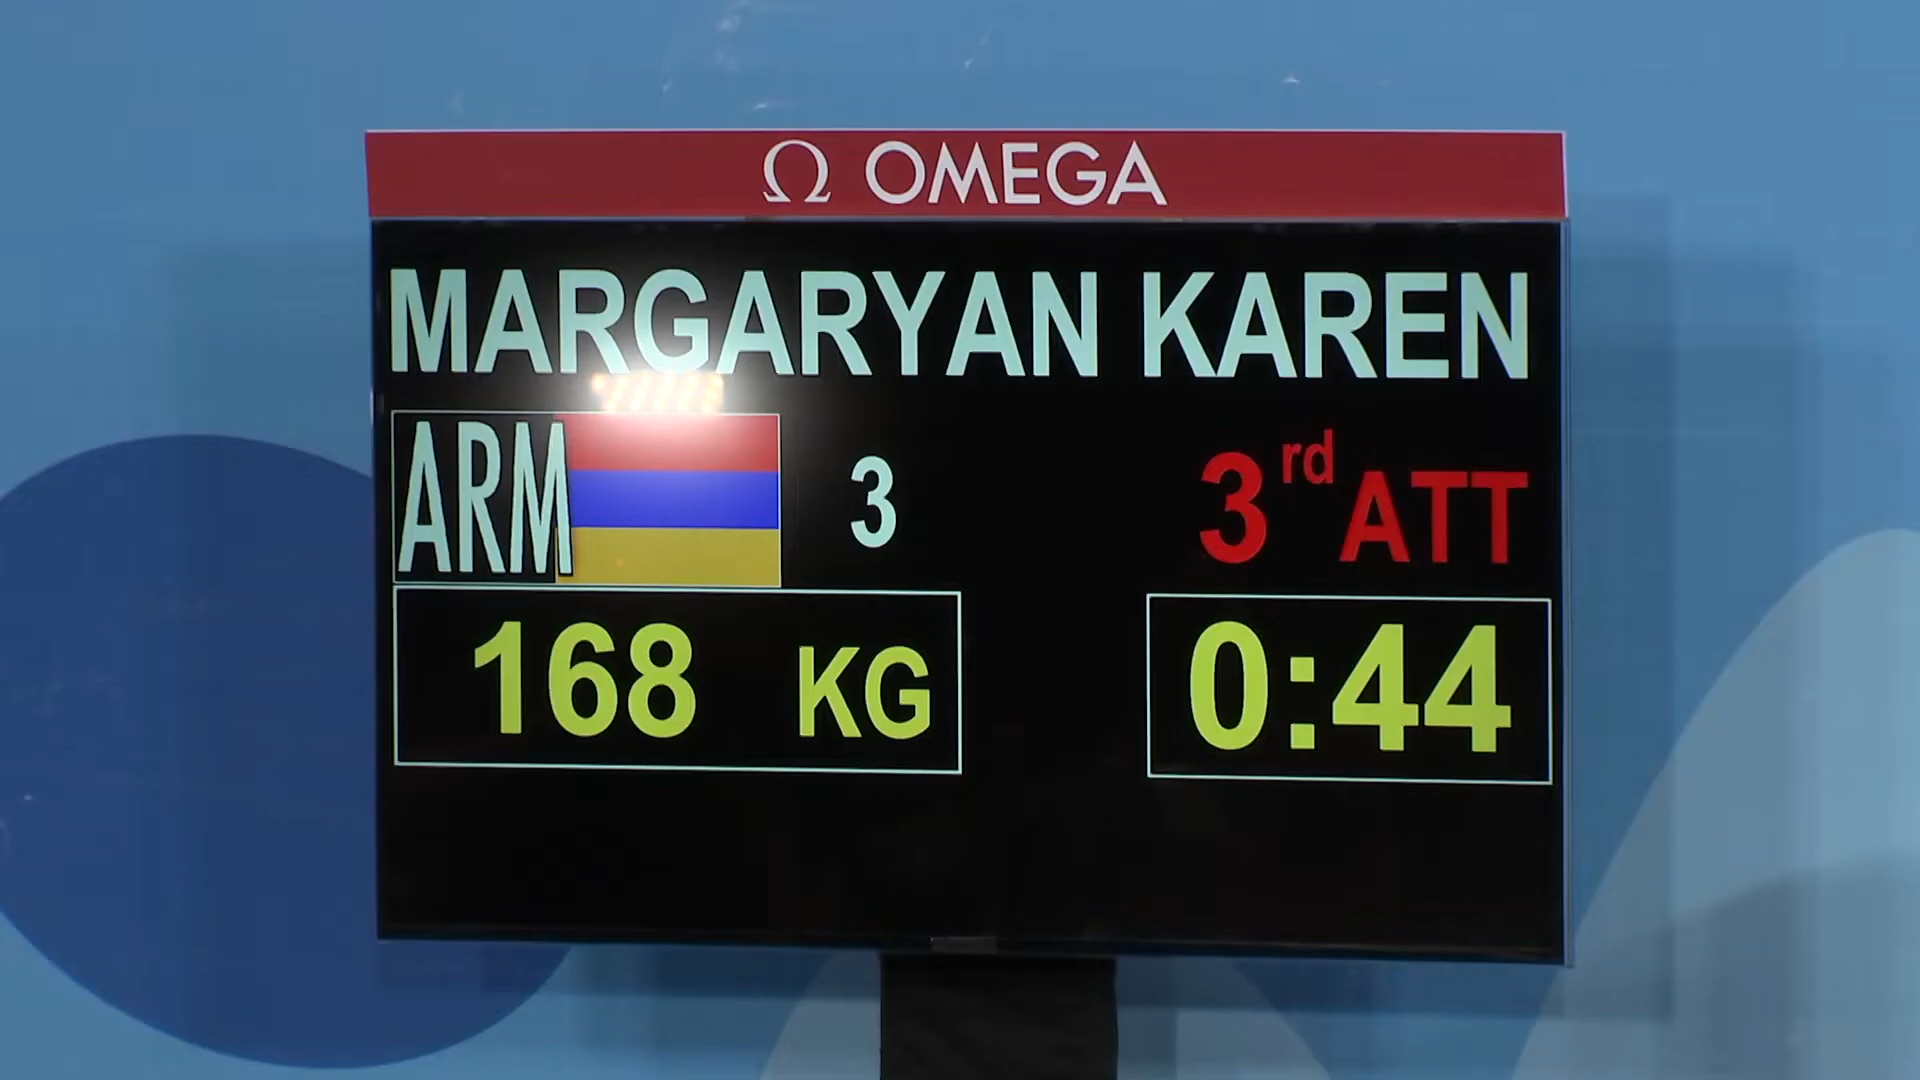 Ω OMEGA
MARGARYAN KAREN
ARM 3 3rd ATT
168 KG 0:44